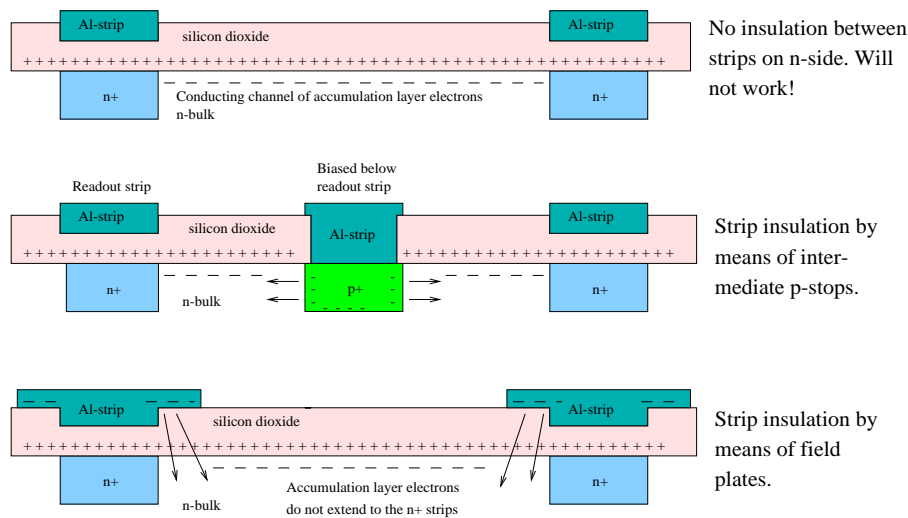 Al-strip
Al-strip
silicon dioxide
+ + + + + + + + + + + + + + + + + + + + + + + + + + + + + + + + + + + + + + + + + + + + + + + + + + + + + + + + +
n+
n+
Conducting channel of accumulation layer electrons
n-bulk
No insulation between
strips on n-side. Will
not work!
Readout strip
Biased below
readout strip
Al-strip
Al-strip
Al-strip
silicon dioxide
+ + + + + + + + + + + + + + + + + + + + + + + +
+ + + + + + + + + + + + + + + + + + + + + +
n+
p+
n+
n-bulk
Strip insulation by
means of inter-
mediate p-stops.
Al-strip
Al-strip
silicon dioxide
+ + + + + + + + + + + + + + + + + + + + + + + + + + + + + + + + + + + + + + + + + + + + + + + + + + + + + + + + +
n+
n+
n-bulk
Accumulation layer electrons
do not extend to the n+ strips
Strip insulation by
means of field
plates.